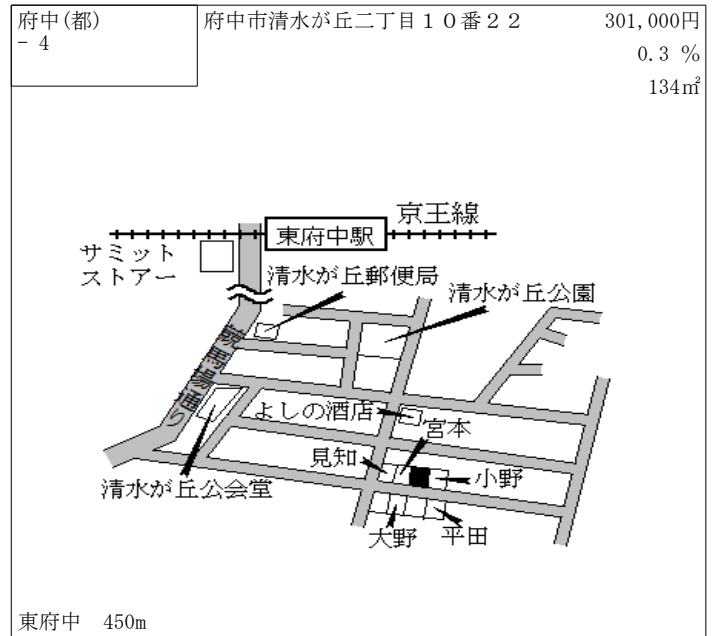 府中(都)
- 4
府中市清水が丘二丁目１０番２２
301,000円
0.3 %
134㎡
京王線
東府中駅
サミット
ストアー
清水が丘郵便局
清水が丘公園
競馬場通り
よしの酒店
宮本
見知
小野
清水が丘公会堂
大野
平田
東府中 450m